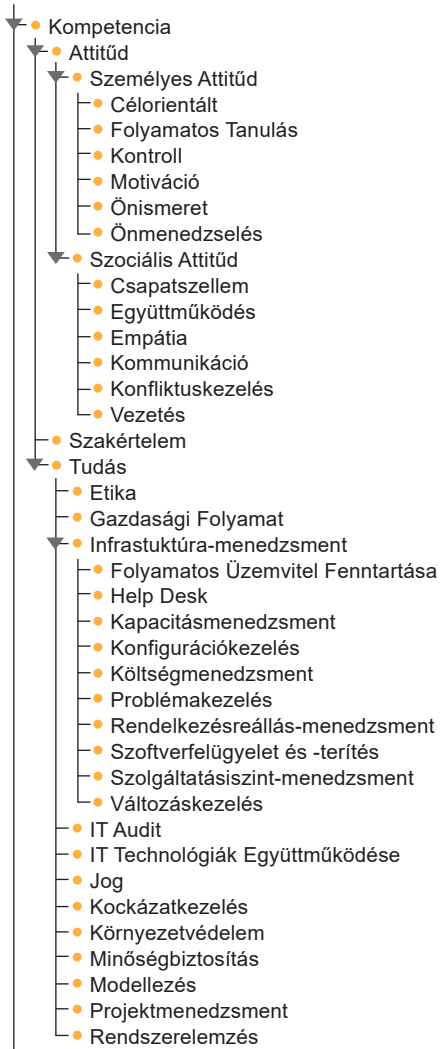 Kompetencia
Attitűd
Személyes Attitűd
Célorientált
Folyamatos Tanulás
Kontroll
Motiváció
Önismeret
Önmenedzselés
Szociális Attitűd
Csapatszellem
Együttműködés
Empátia
Kommunikáció
Konfliktuskezelés
Vezetés
Szakértelem
Tudás
Etika
Gazdasági Folyamat
Infrastuktúra-menedzsment
Folyamatos Üzemvitel Fenntartása
Help Desk
Kapacitásmenedzsment
Konfigurációkezelés
Költségmenedzsment
Problémakezelés
Rendelkezésreállás-menedzsment
Szoftverfelügyelet és -terítés
Szolgáltatásiszint-menedzsment
Változáskezelés
IT Audit
IT Technológiák Együttműködése
Jog
Kockázatkezelés
Környezetvédelem
Minőségbiztosítás
Modellezés
Projektmenedzsment
Rendszerelemzés